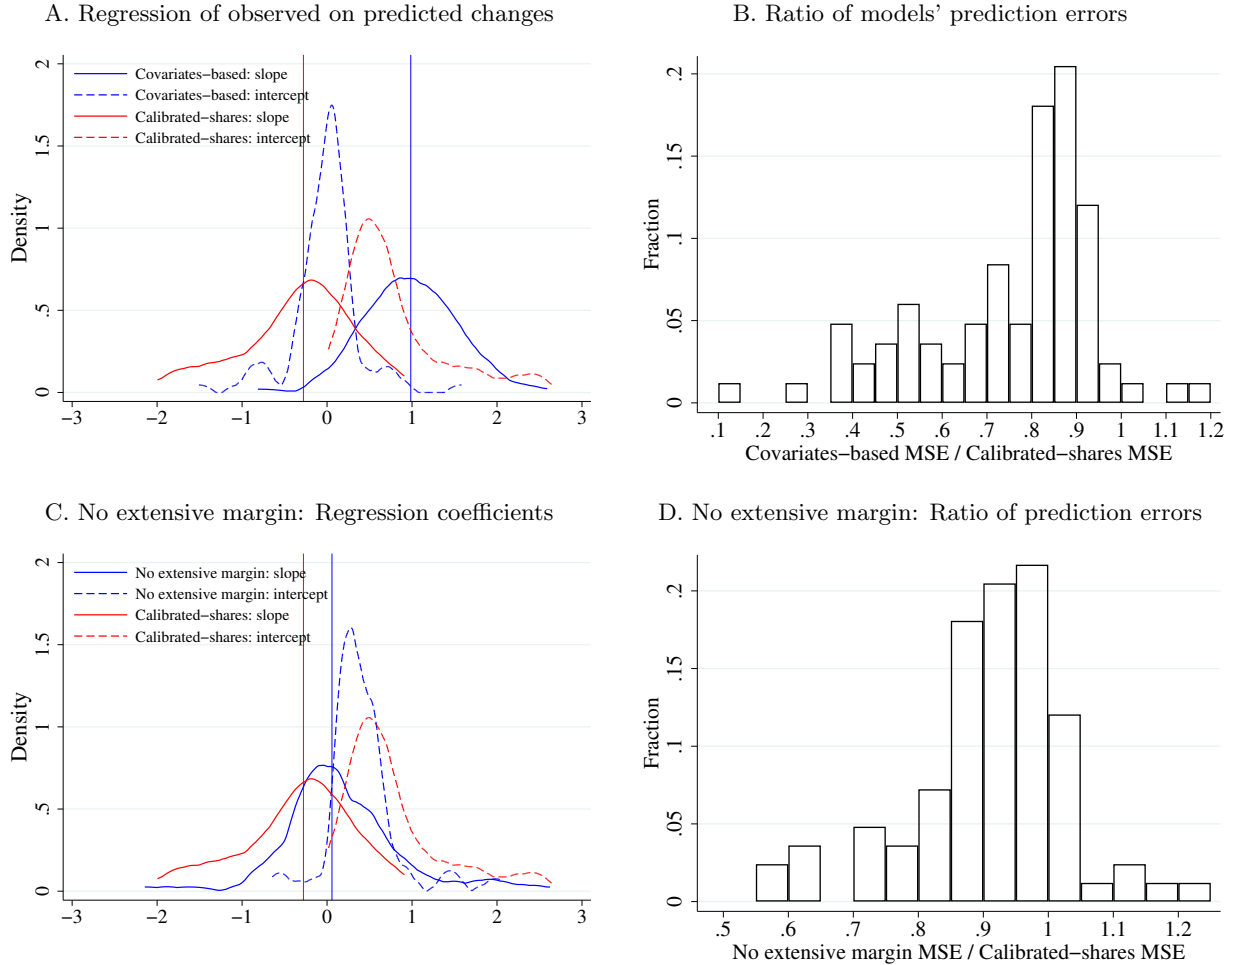 A. Regression of observed on predicted changes
2
1.5
1
.5
0
Density
Covariates−based: slope
Covariates−based: intercept
Calibrated−shares: slope
Calibrated−shares: intercept
−3 −2 −1 0 1 2 3
B. Ratio of models’ prediction errors
.2
.15
.1
.05
0
Fraction
.1 .2 .3 .4 .5 .6 .7 .8 .9 1 1.1 1.2
Covariates−based MSE / Calibrated−shares MSE
C. No extensive margin: Regression coefficients
2
1.5
1
.5
0
Density
No extensive margin: slope
No extensive margin: intercept
Calibrated−shares: slope
Calibrated−shares: intercept
−3 −2 −1 0 1 2 3
D. No extensive margin: Ratio of prediction errors
.2
.15
.1
.05
0
Fraction
.5 .6 .7 .8 .9 1 1.1 1.2
No extensive margin MSE / Calibrated−shares MSE